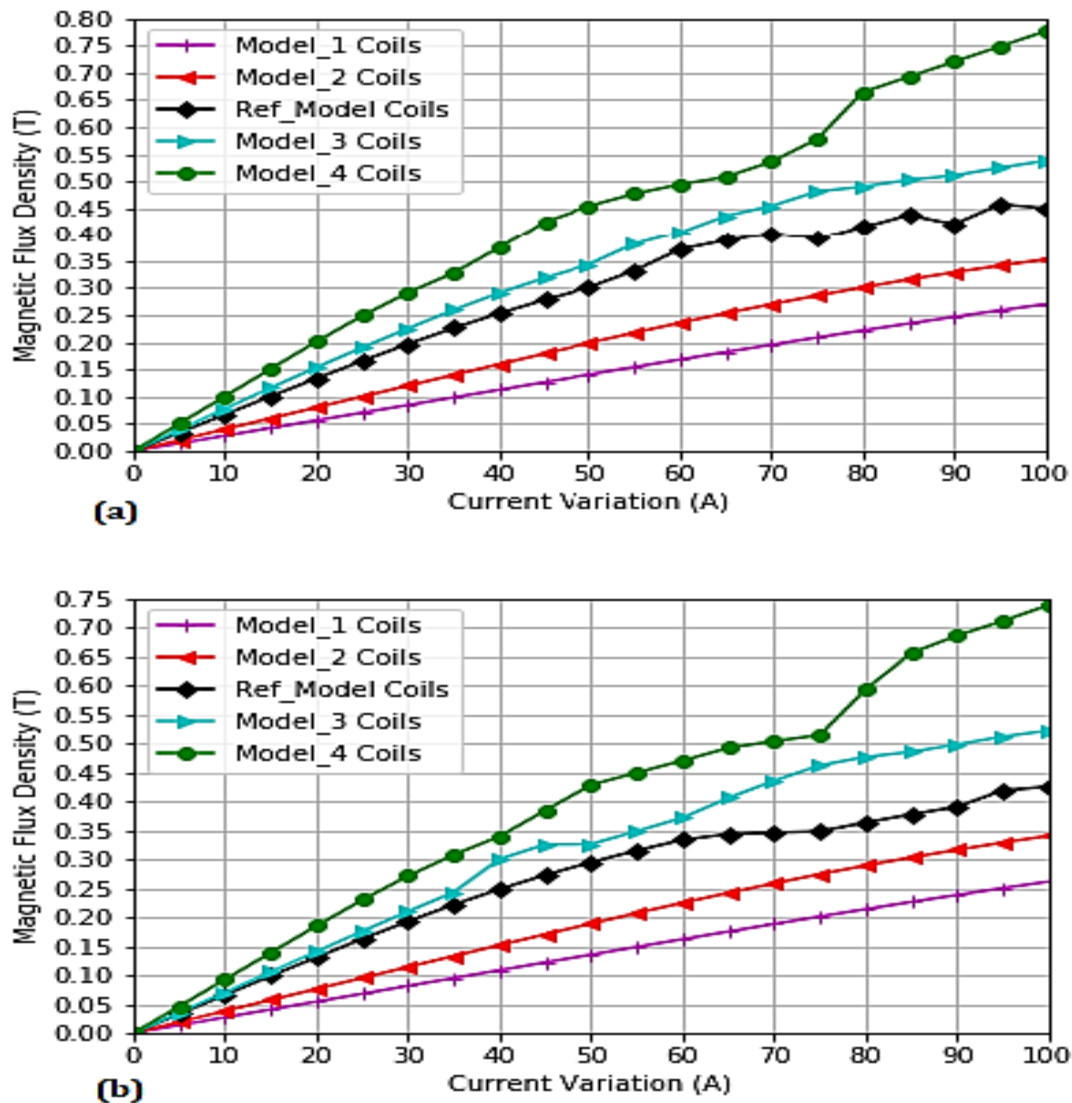 0.80
0.75
0.70
0.65
0.60
0.55
0.50
0.45
0.40
0.35
0.30
0.25
0.20
0.15
0.10
0.05
0.00
Magnetic Flux Density (T)
Model_1 Coils
Model_2 Coils
Ref_Model Coils
Model_3 Coils
Model_4 Coils
0 10 20 30 40 50 60 70 80 90 100
Current Variation (A)
(a)
0.75
0.70
0.65
0.60
0.55
0.50
0.45
0.40
0.35
0.30
0.25
0.20
0.15
0.10
0.05
0.00
Magnetic Flux Density (T)
Model_1 Coils
Model_2 Coils
Ref_Model Coils
Model_3 Coils
Model_4 Coils
0 10 20 30 40 50 60 70 80 90 100
Current Variation (A)
(b)